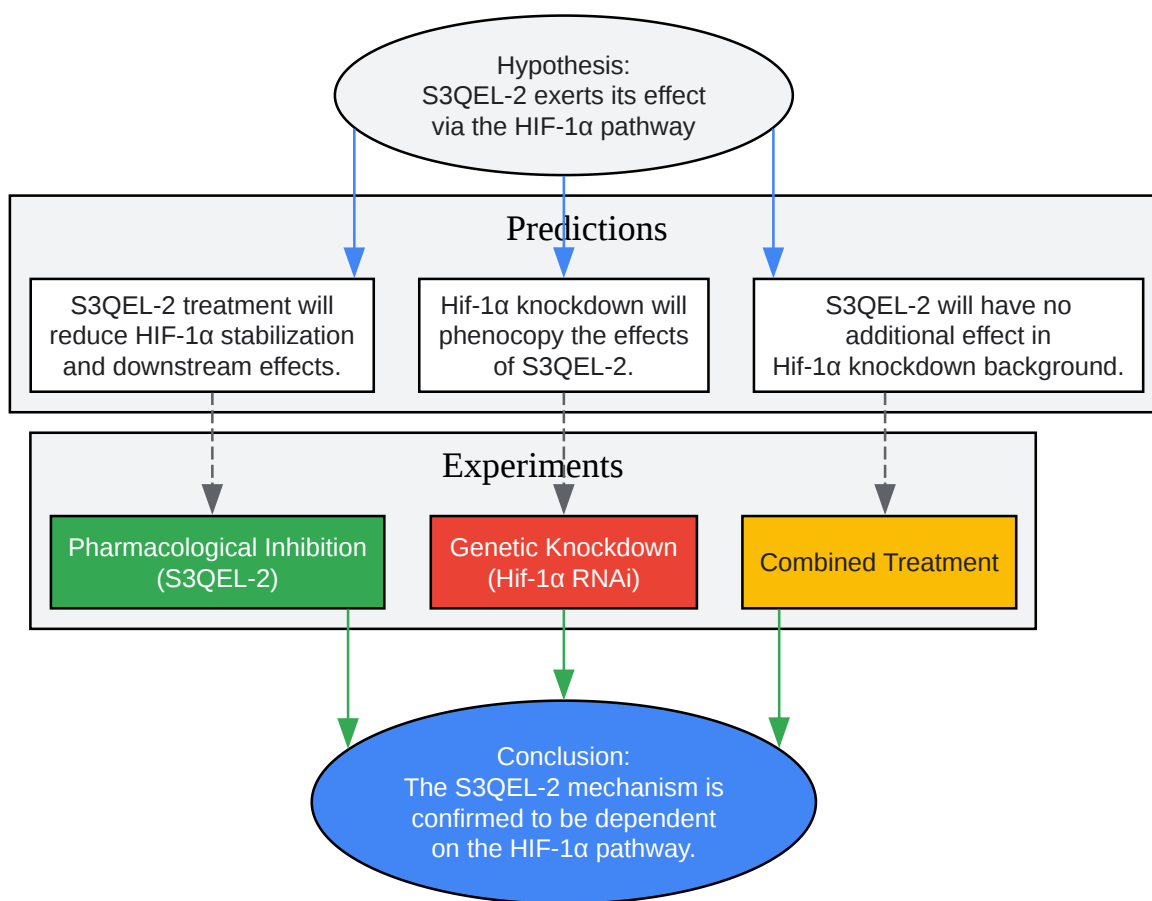 Hypothesis:
S3QEL-2 exerts its effect
via the HIF-1α pathway
Predictions
S3QEL-2 treatment will
reduce HIF-1α stabilization
and downstream effects.
Hif-1α knockdown will
phenocopy the effects
of S3QEL-2.
S3QEL-2 will have no
additional effect in
Hif-1α knockdown background.
Experiments
Pharmacological Inhibition
(S3QEL-2)
Genetic Knockdown
(Hif-1α RNAi)
Combined Treatment
Conclusion:
The S3QEL-2 mechanism is
confirmed to be dependent
on the HIF-1α pathway.